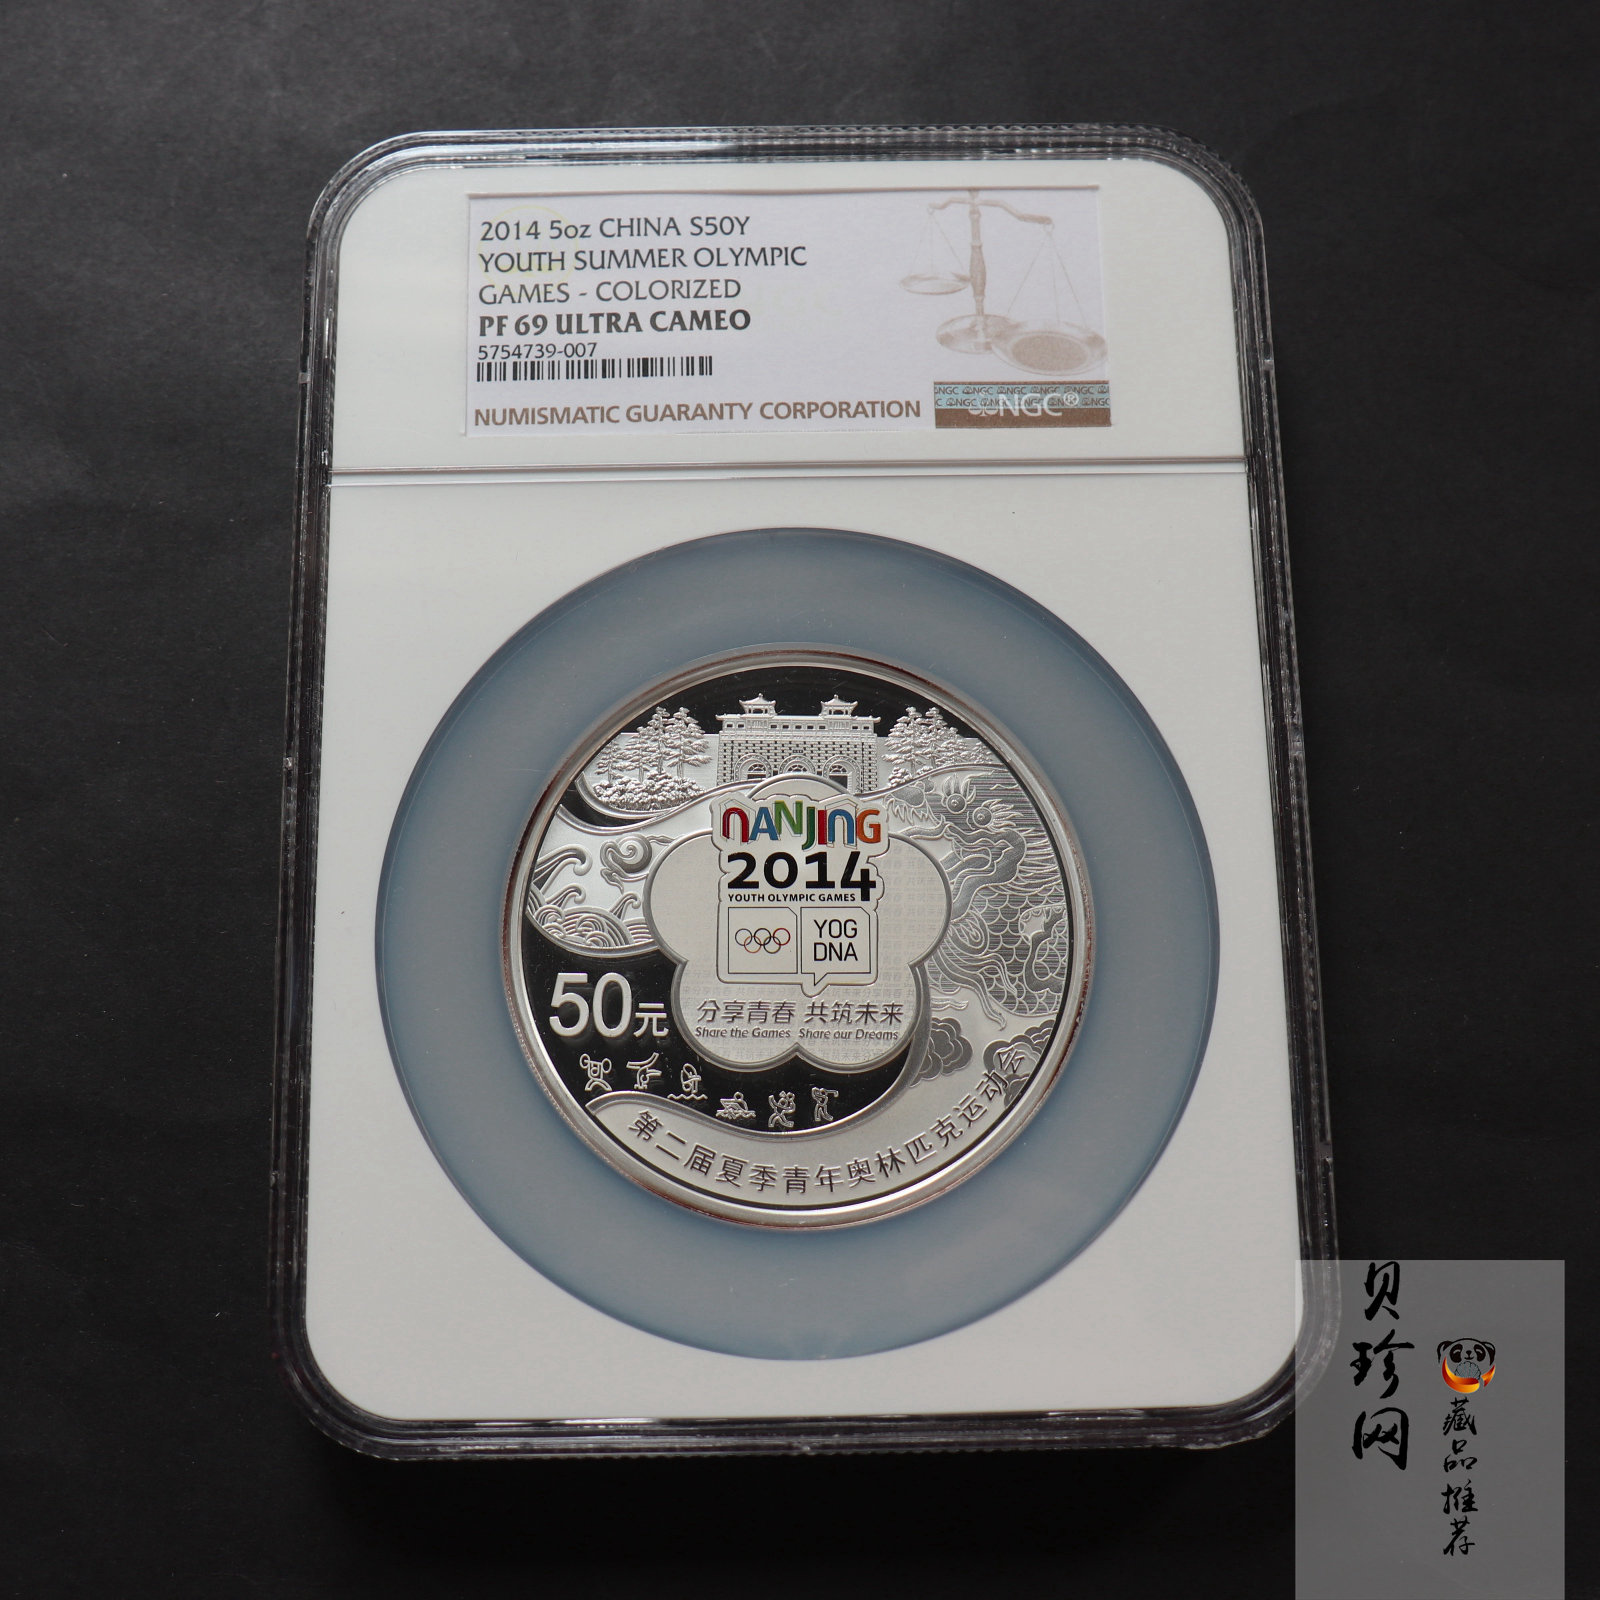 2014 5oz CHINA S50Y
YOUTH SUMMER OLYMPIC
GAMES - COLORIZED
PF 69 ULTRA CAMEO
5754739-007
NUMISMATIC GUARANTY CORPORATION
NGC®
NANJING
2014
YOUTH OLYMPIC GAMES
YOG
DNA
50元
分享青春 共筑未来
Share the Games Share our Dreams
第二届夏季青年奥林匹克运动会
贝珍网
藏品推荐